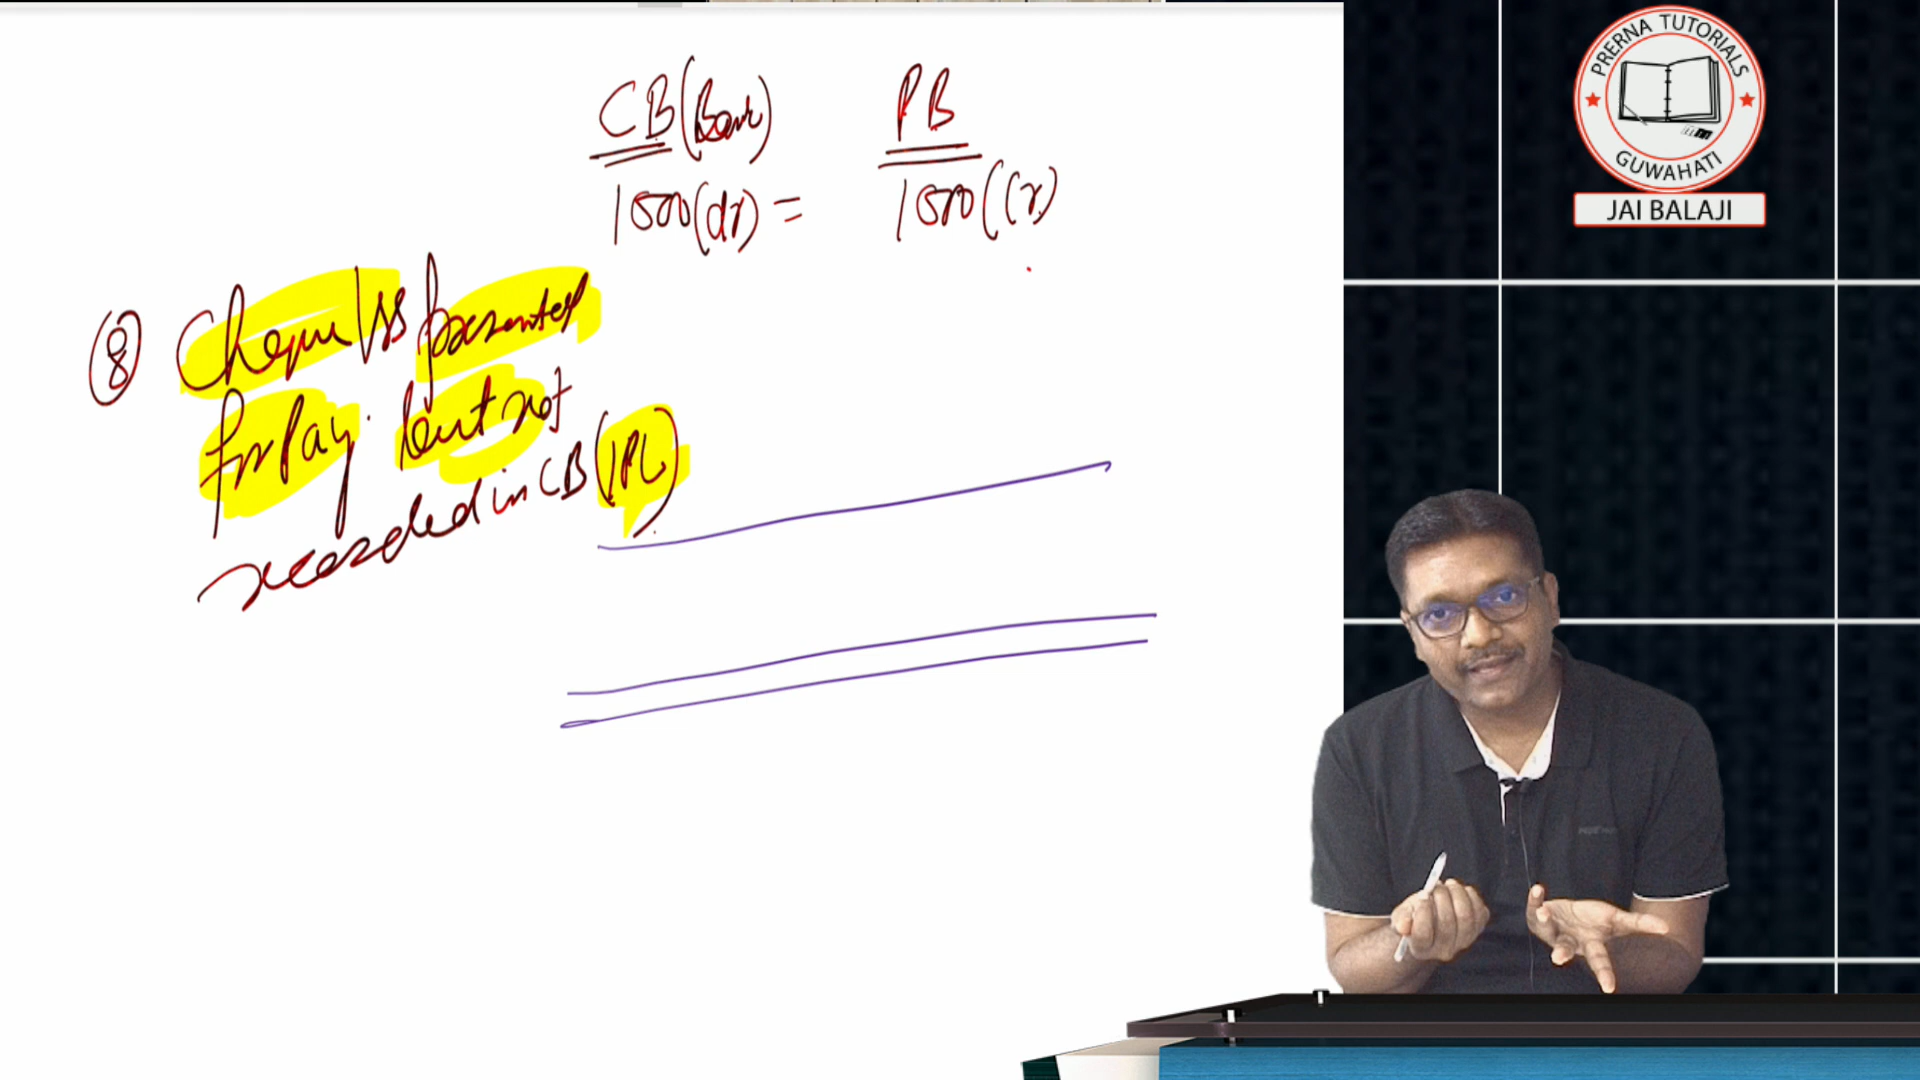 CB (Bank) PB
1500 (dr) = 1500 (Cr)
⑧ Cheque iss presented
for Pay. but not
recorded in CB
PRERNA TUTORIALS
GUWAHATI
JAI BALAJI